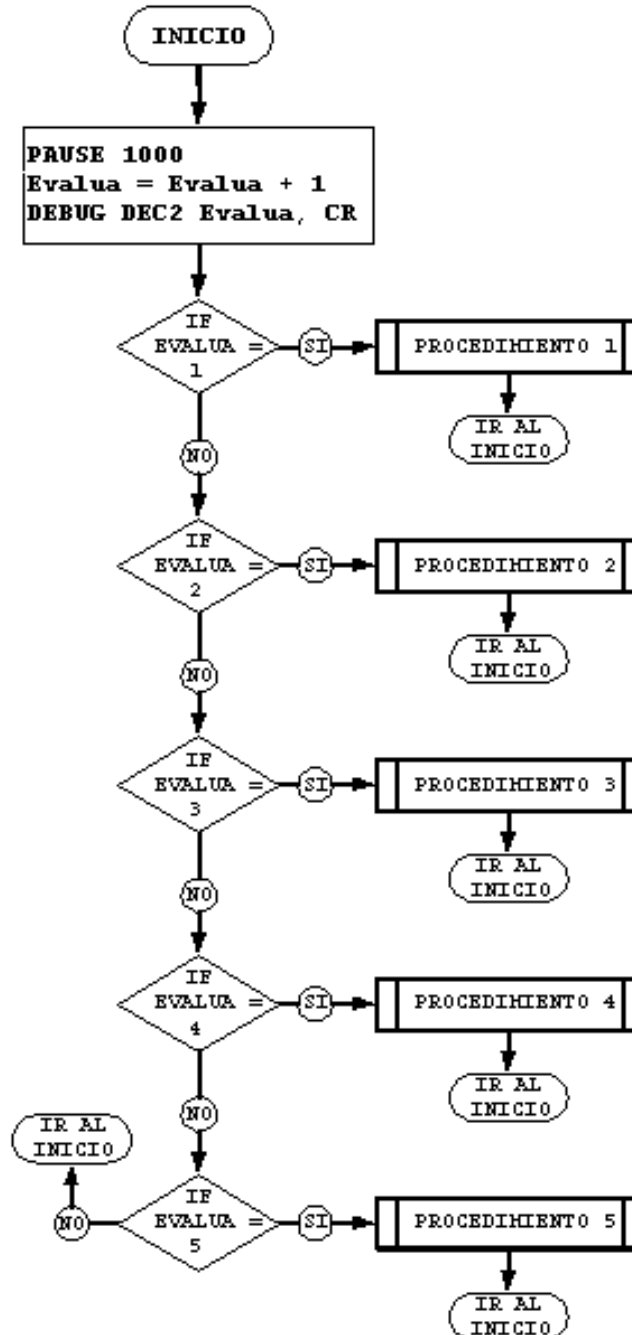 INICIO
PAUSE 1000
Evalua = Evalua + 1
DEBUG DEC2 Evalua, CR
IF
EVALUA =
1
SI
PROCEDIMIENTO 1
IR AL
INICIO
NO
IF
EVALUA =
2
SI
PROCEDIMIENTO 2
IR AL
INICIO
NO
IF
EVALUA =
3
SI
PROCEDIMIENTO 3
IR AL
INICIO
NO
IF
EVALUA =
4
SI
PROCEDIMIENTO 4
IR AL
INICIO
NO
IR AL
INICIO
NO
IF
EVALUA =
5
SI
PROCEDIMIENTO 5
IR AL
INICIO